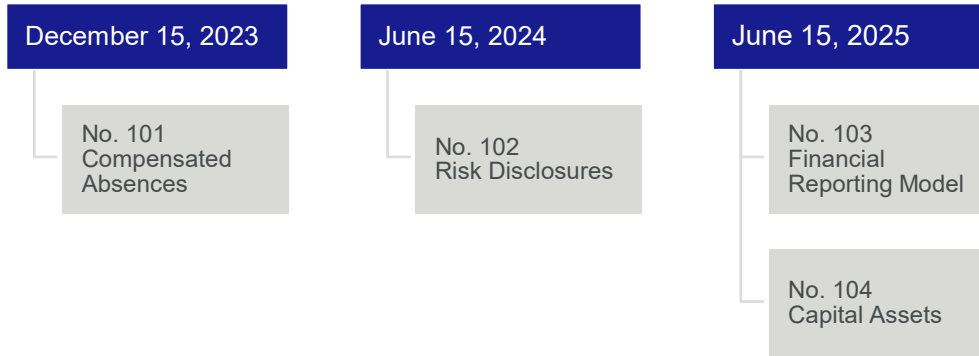 December 15, 2023
No. 101
Compensated
Absences
June 15, 2024
No. 102
Risk Disclosures
June 15, 2025
No. 103
Financial
Reporting Model
No. 104
Capital Assets